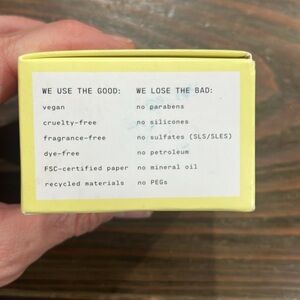 WE USE THE GOOD: WE LOSE THE BAD:
vegan no parabens
cruelty-free no silicones
fragrance-free no sulfates (SLS/SLES)
dye-free no petroleum
FSC-certified paper no mineral oil
recycled materials no PEGs